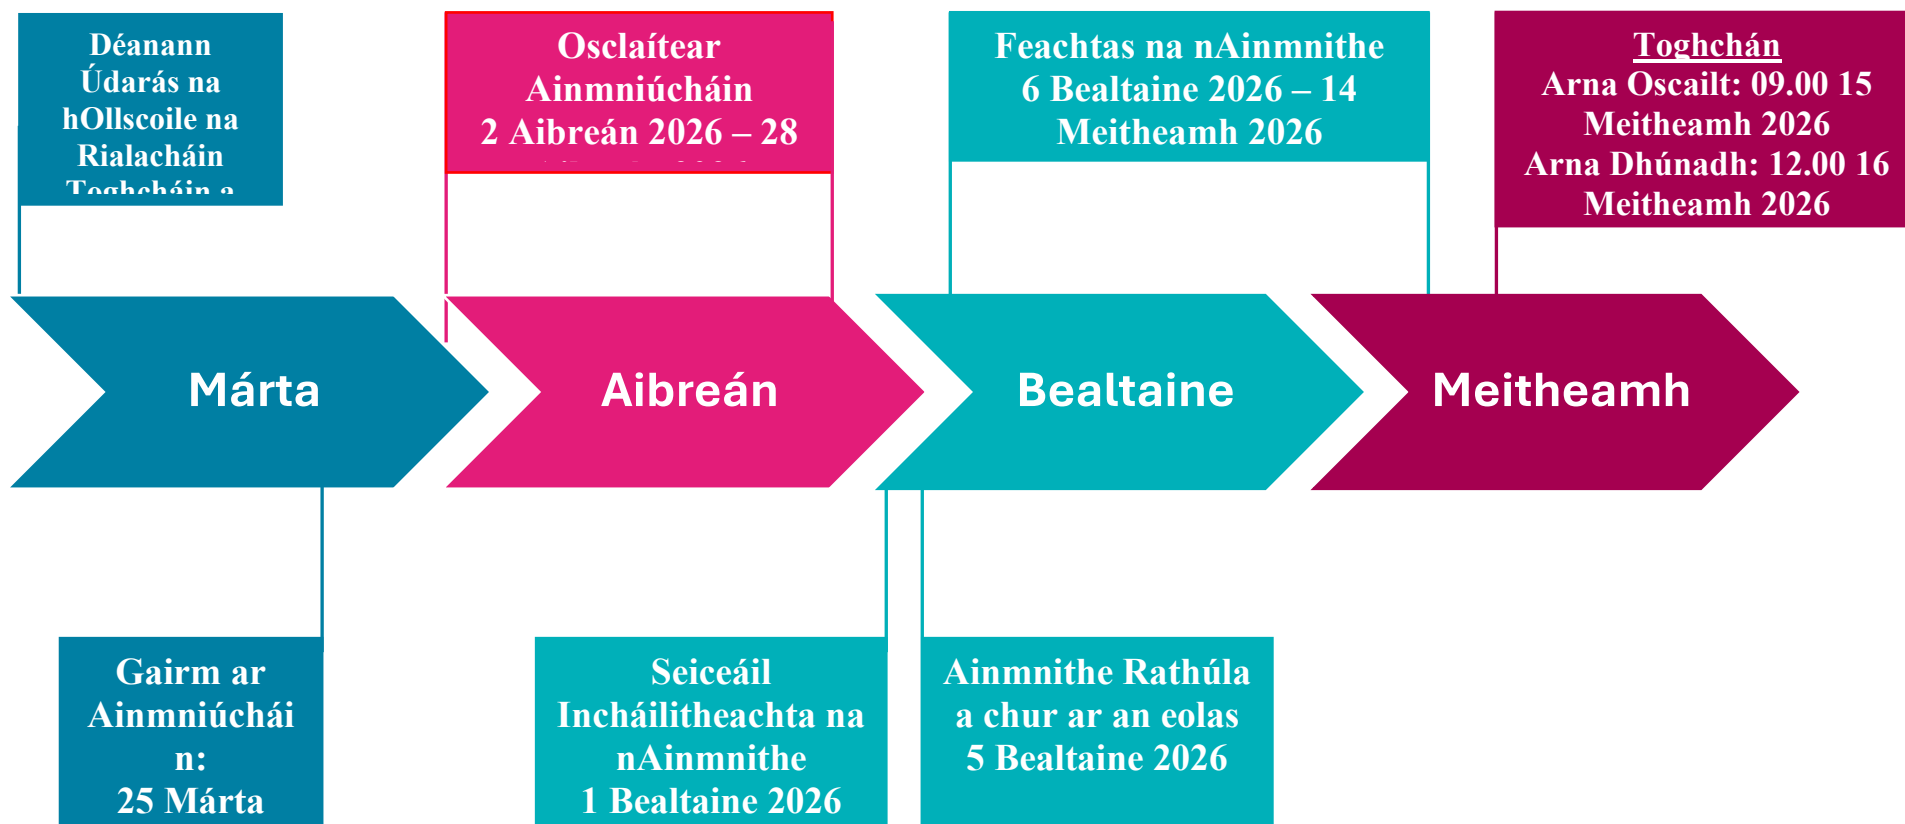 Déanann
Údarás na
hOllscoile na
Rialacháin
Toghcháin a
Osclaítear
Ainmniúcháin
2 Aibreán 2026 – 28
Feachtas na nAinmnithe
6 Bealtaine 2026 – 14
Meitheamh 2026
Toghchán
Arna Oscailt: 09.00 15
Meitheamh 2026
Arna Dhúnadh: 12.00 16
Meitheamh 2026
Márta
Aibreán
Bealtaine
Meitheamh
Gairm ar
Ainmniúchái
n:
25 Márta
Seiceáil
Incháilitheachta na
nAinmnithe
1 Bealtaine 2026
Ainmnithe Rathúla
a chur ar an eolas
5 Bealtaine 2026